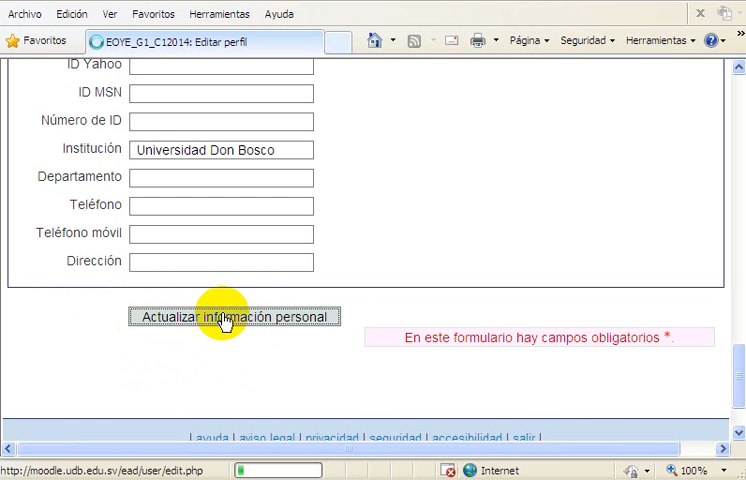 Archivo Edición Ver Favoritos Herramientas Ayuda
Favoritos EOYE_G1_C12014: Editar perfil Página Seguridad Herramientas
ID Yahoo
ID MSN
Número de ID
Institución Universidad Don Bosco
Departamento
Teléfono
Teléfono móvil
Dirección
Actualizar información personal
En este formulario hay campos obligatorios *.
| ayuda | aviso legal | privacidad | seguridad | accesibilidad | salir |
http://moodle.udb.edu.sv/ead/user/edit.php Internet 100%